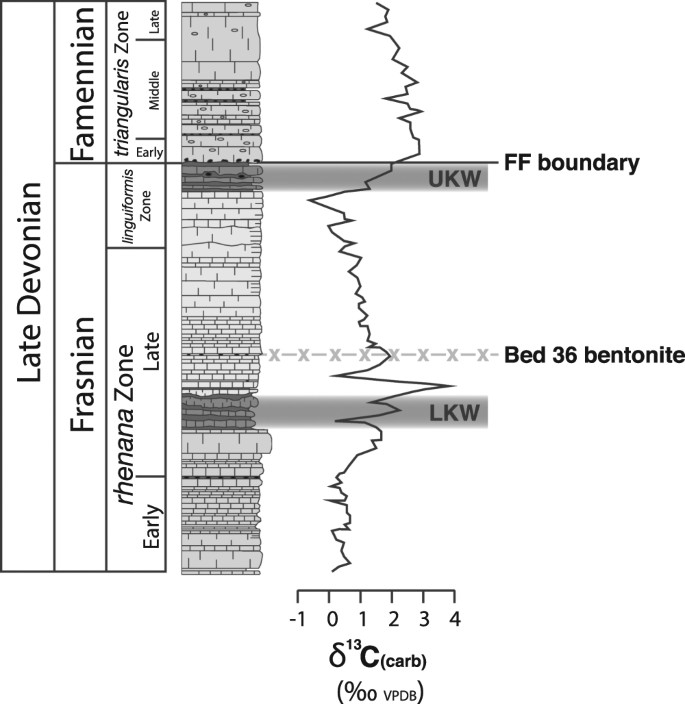 Late Devonian
Famennian
Frasnian
triangularis Zone
Late
Middle
Early
linguiformis
Zone
rhenana Zone
Late
Early
FF boundary
UKW
x x x x x x x x
Bed 36 bentonite
LKW
-1 0 1 2 3 4
δ¹³C(carb)
(‰ VPDB)